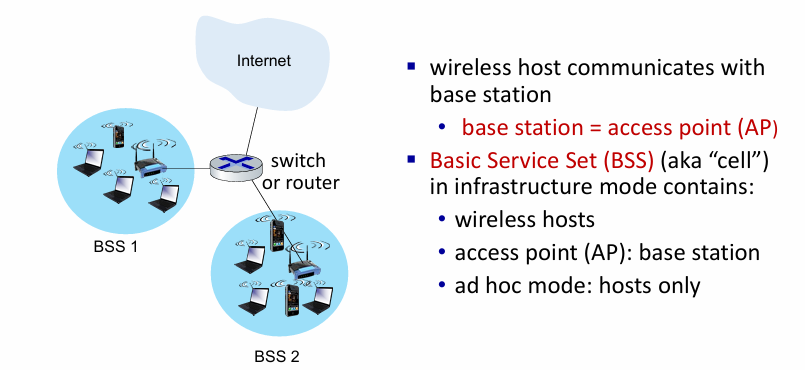 Internet
switch
or router
BSS 1
BSS 2
▪ wireless host communicates with
base station
• base station = access point (AP)
▪ Basic Service Set (BSS) (aka “cell”)
in infrastructure mode contains:
• wireless hosts
• access point (AP): base station
• ad hoc mode: hosts only